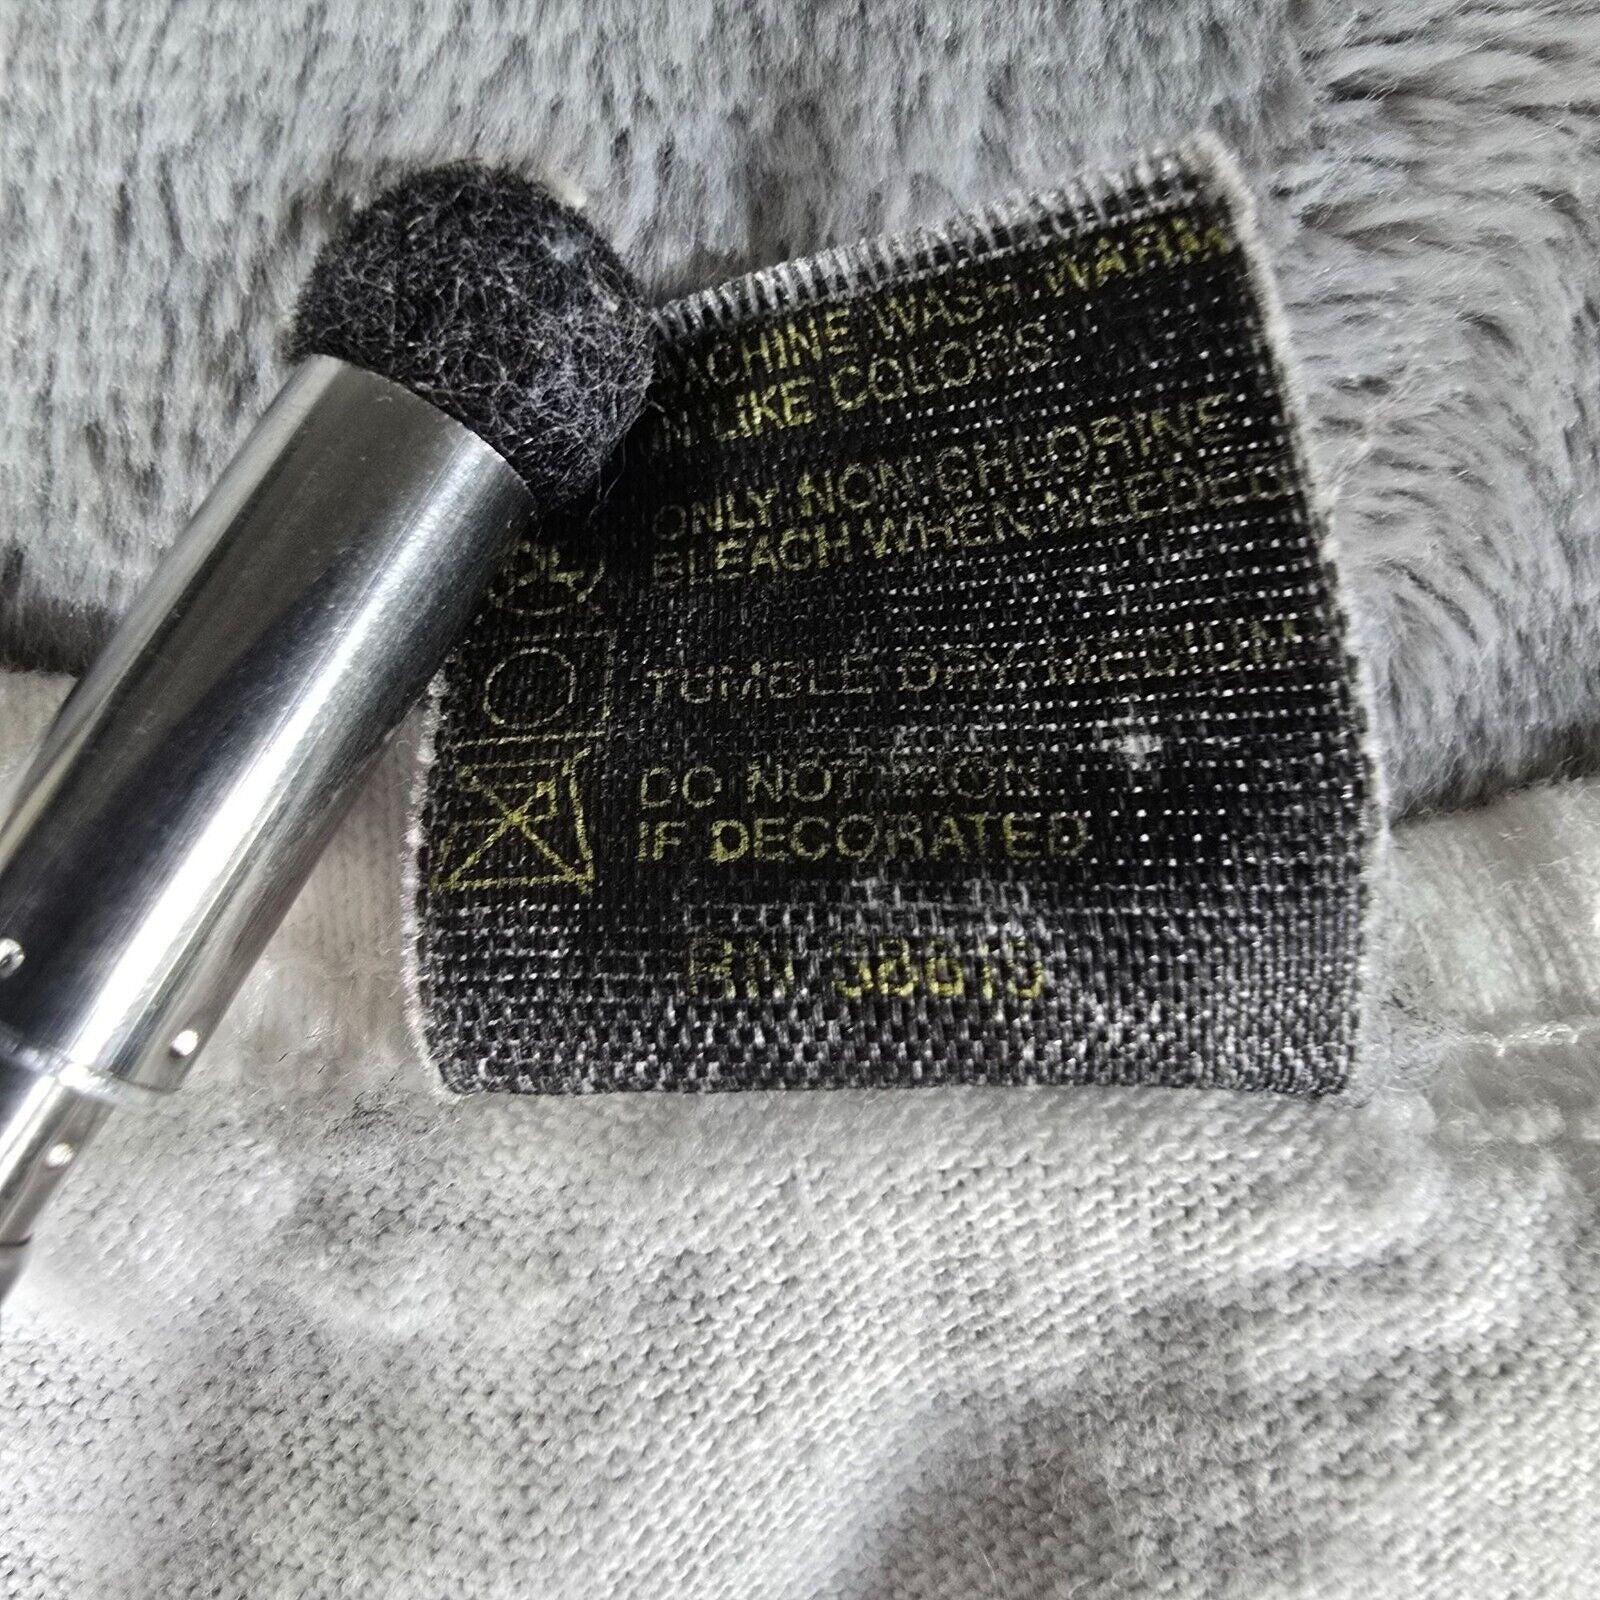 MACHINE WASH WARM
IN LIKE COLORS
ONLY NON CHLORINE
BLEACH WHEN NEEDED
TUMBLE DRY MEDIUM
DO NOT IRON
IF DECORATED
RN